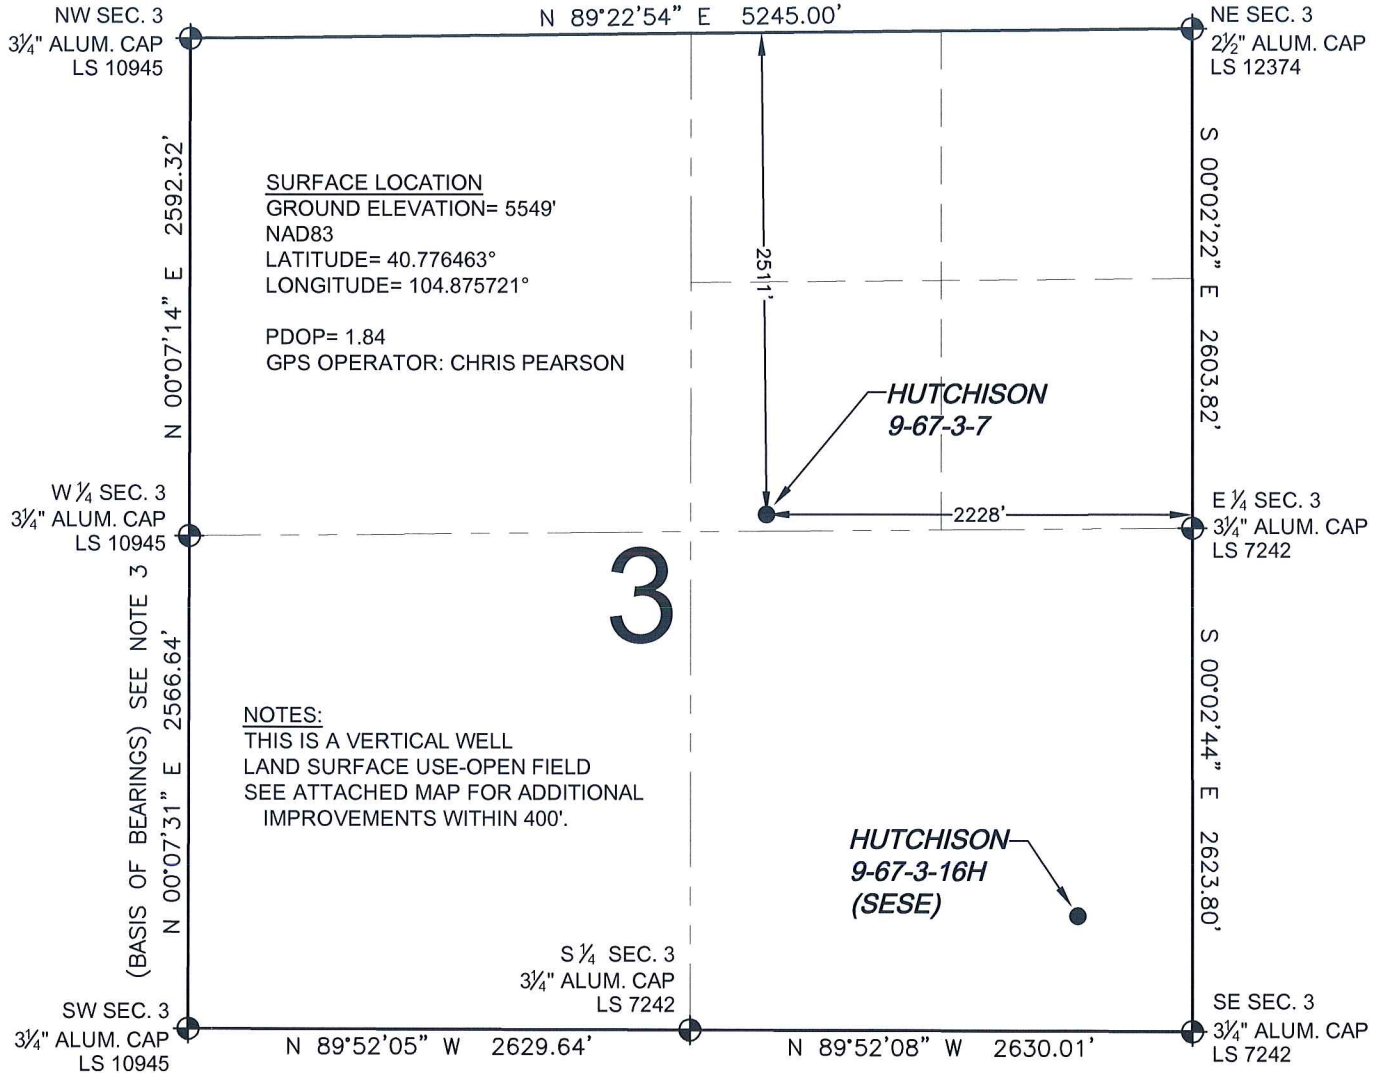 NW SEC. 3
3¼" ALUM. CAP
LS 10945
N 89°22'54" E 5245.00'
NE SEC. 3
2½" ALUM. CAP
LS 12374
N 00°07'14" E 2592.32'
S 00°02'22" E 2603.82'
SURFACE LOCATION
GROUND ELEVATION= 5549'
NAD83
LATITUDE= 40.776463°
LONGITUDE= 104.875721°
PDOP= 1.84
GPS OPERATOR: CHRIS PEARSON
2511'
HUTCHISON
9-67-3-7
2228'
W ¼ SEC. 3
3¼" ALUM. CAP
LS 10945
E ¼ SEC. 3
3¼" ALUM. CAP
LS 7242
3
(BASIS OF BEARINGS) SEE NOTE 3
N 00°07'31" E 2566.64'
S 00°02'44" E 2623.80'
NOTES:
THIS IS A VERTICAL WELL
LAND SURFACE USE-OPEN FIELD
SEE ATTACHED MAP FOR ADDITIONAL
IMPROVEMENTS WITHIN 400'.
HUTCHISON
9-67-3-16H
(SESE)
S ¼ SEC. 3
3¼" ALUM. CAP
LS 7242
SW SEC. 3
3¼" ALUM. CAP
LS 10945
N 89°52'05" W 2629.64'
N 89°52'08" W 2630.01'
SE SEC. 3
3¼" ALUM. CAP
LS 7242